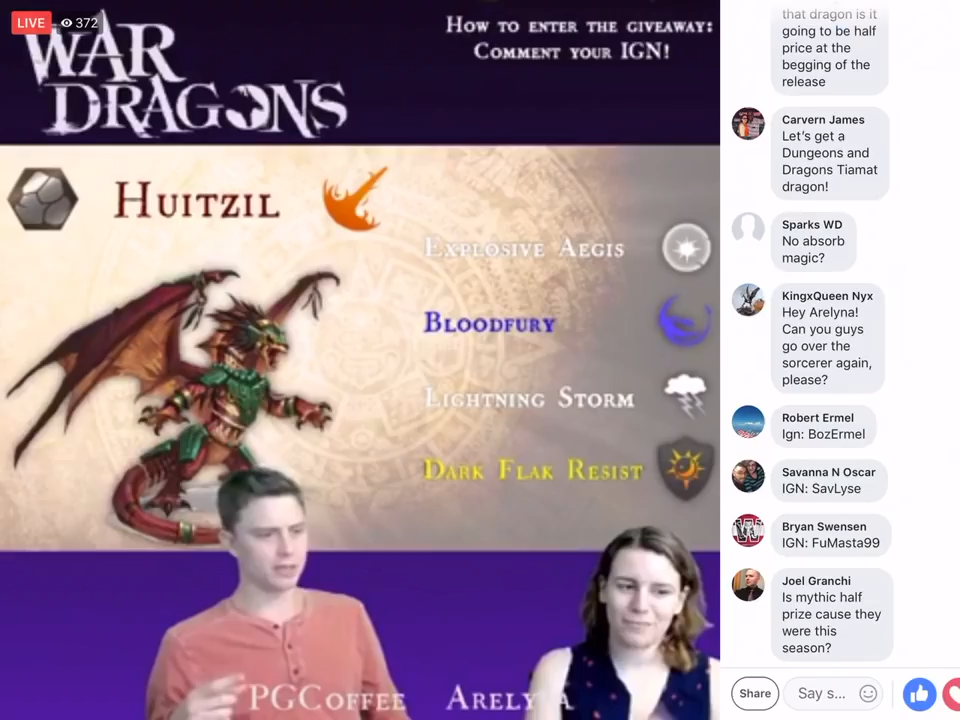 LIVE
372
WAR
DRAGONS
HOW TO ENTER THE GIVEAWAY:
COMMENT YOUR IGN!
HUITZIL
EXPLOSIVE AEGIS
BLOODFURY
LIGHTNING STORM
DARK FLAK RESIST
PGCOFFEE
that dragon is it
going to be half
price at the
begging of the
release
Carvern James
Let's get a
Dungeons and
Dragons Tiamat
dragon!
Sparks WD
No absorb
magic?
KingxQueen Nyx
Hey Arelyna!
Can you guys
go over the
sorcerer again,
please?
Robert Ermel
Ign: BozErmel
Savanna N Oscar
IGN: SavLyse
Bryan Swensen
IGN: FuMasta99
Joel Granchi
Is mythic half
prize cause they
were this
season?
Share
Say s...